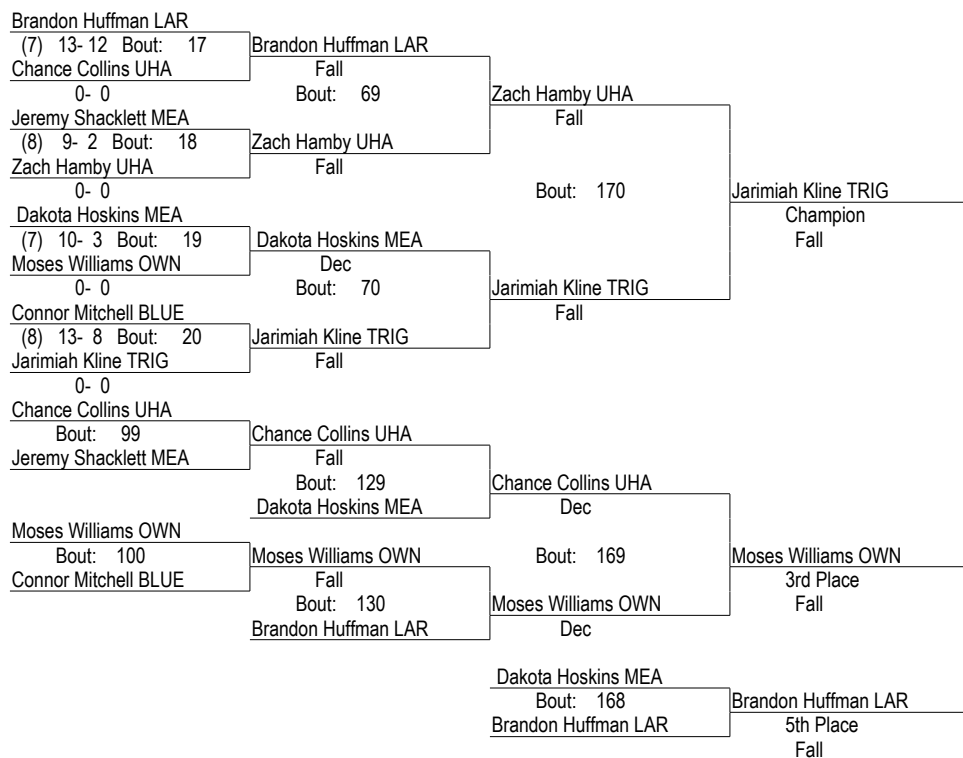 Brandon Huffman LAR
(7) 13- 12 Bout: 17
Brandon Huffman LAR
Chance Collins UHA
Fall
0- 0
Bout: 69
Zach Hamby UHA
Jeremy Shacklett MEA
Fall
(8) 9- 2 Bout: 18
Zach Hamby UHA
Zach Hamby UHA
Fall
0- 0
Bout: 170
Jarimiah Kline TRIG
Dakota Hoskins MEA
Champion
(7) 10- 3 Bout: 19
Dakota Hoskins MEA
Fall
Moses Williams OWN
Dec
0- 0
Bout: 70
Jarimiah Kline TRIG
Connor Mitchell BLUE
Fall
(8) 13- 8 Bout: 20
Jarimiah Kline TRIG
Jarimiah Kline TRIG
Fall
0- 0
Chance Collins UHA
Bout: 99
Chance Collins UHA
Jeremy Shacklett MEA
Fall
Bout: 129
Chance Collins UHA
Dakota Hoskins MEA
Dec
Moses Williams OWN
Bout: 100
Moses Williams OWN
Bout: 169
Moses Williams OWN
Connor Mitchell BLUE
Fall
3rd Place
Bout: 130
Moses Williams OWN
Fall
Brandon Huffman LAR
Dec
Dakota Hoskins MEA
Bout: 168
Brandon Huffman LAR
Brandon Huffman LAR
5th Place
Fall